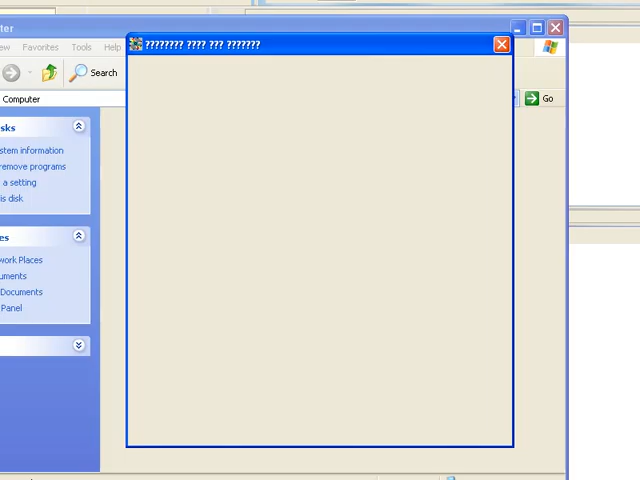 ter
ew Favorites Tools Help
???????? ???? ??? ???????
Search
Computer
Go
sks
stem information
remove programs
a setting
is disk
es
work Places
uments
Documents
Panel